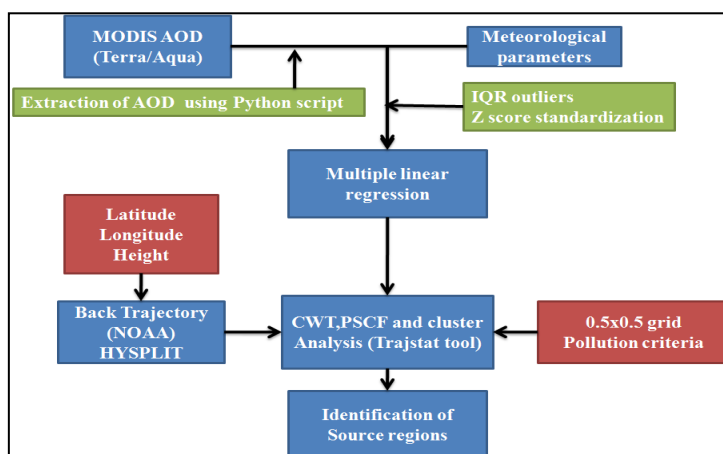 MODIS AOD
(Terra/Aqua)
Meteorological
parameters
Extraction of AOD using Python script
IQR outliers
Z score standardization
Multiple linear
regression
Latitude
Longitude
Height
Back Trajectory
(NOAA)
HYSPLIT
CWT,PSCF and cluster
Analysis (Trajstat tool)
0.5x0.5 grid
Pollution criteria
Identification of
Source regions